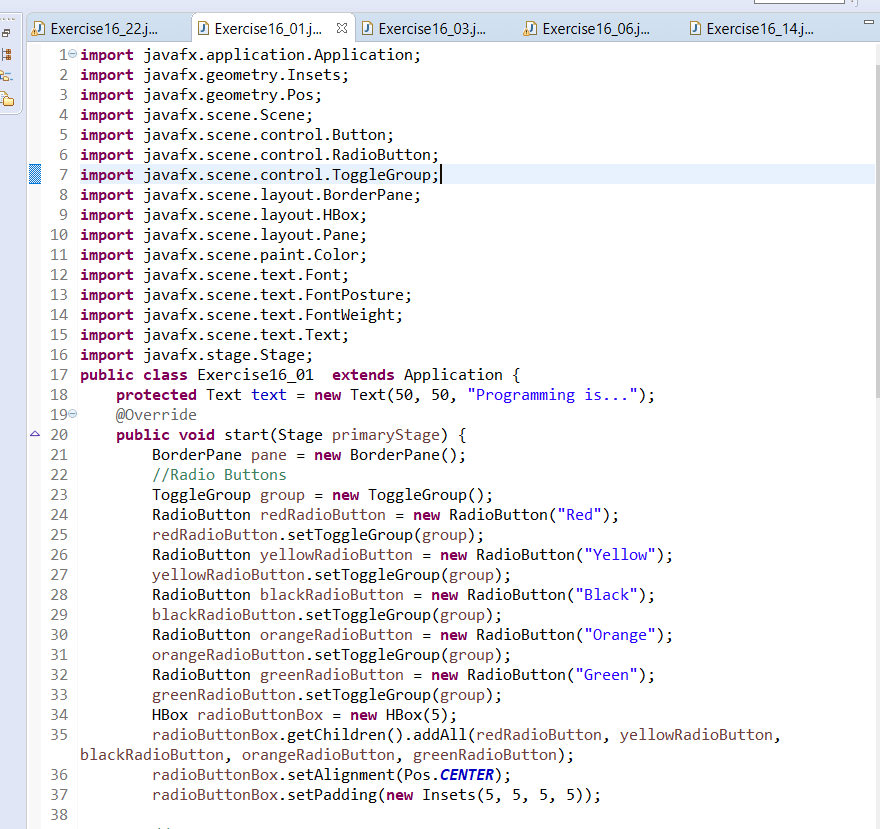 Exercise16_22.j... Exercise16_01.j... Exercise16_03.j... Exercise16_06.j... Exercise16_14.j...
1 import javafx.application.Application;
2 import javafx.geometry.Insets;
3 import javafx.geometry.Pos;
4 import javafx.scene.Scene;
5 import javafx.scene.control.Button;
6 import javafx.scene.control.RadioButton;
7 import javafx.scene.control.ToggleGroup;
8 import javafx.scene.layout.BorderPane;
9 import javafx.scene.layout.HBox;
10 import javafx.scene.layout.Pane;
11 import javafx.scene.paint.Color;
12 import javafx.scene.text.Font;
13 import javafx.scene.text.FontPosture;
14 import javafx.scene.text.FontWeight;
15 import javafx.scene.text.Text;
16 import javafx.stage.Stage;
17 public class Exercise16_01  extends Application {
18     protected Text text = new Text(50, 50, "Programming is...");
19     @Override
20     public void start(Stage primaryStage) {
21         BorderPane pane = new BorderPane();
22         //Radio Buttons
23         ToggleGroup group = new ToggleGroup();
24         RadioButton redRadioButton = new RadioButton("Red");
25         redRadioButton.setToggleGroup(group);
26         RadioButton yellowRadioButton = new RadioButton("Yellow");
27         yellowRadioButton.setToggleGroup(group);
28         RadioButton blackRadioButton = new RadioButton("Black");
29         blackRadioButton.setToggleGroup(group);
30         RadioButton orangeRadioButton = new RadioButton("Orange");
31         orangeRadioButton.setToggleGroup(group);
32         RadioButton greenRadioButton = new RadioButton("Green");
33         greenRadioButton.setToggleGroup(group);
34         HBox radioButtonBox = new HBox(5);
35         radioButtonBox.getChildren().addAll(redRadioButton, yellowRadioButton,
blackRadioButton, orangeRadioButton, greenRadioButton);
36         radioButtonBox.setAlignment(Pos.CENTER);
37         radioButtonBox.setPadding(new Insets(5, 5, 5, 5));
38